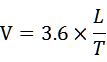 V = 3.6 × L/T